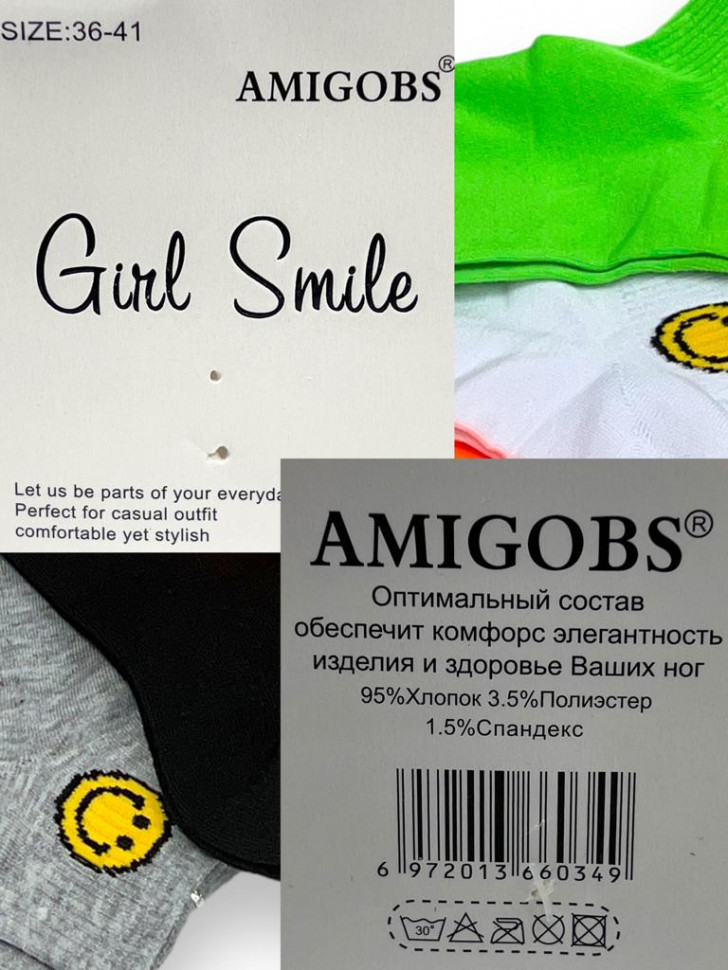 SIZE:36-41
AMIGOBS®
Girl Smile
Let us be parts of your
Perfect for casual outfit
comfortable yet stylish
AMIGOBS®
Оптимальный состав
обеспечит комфорс элегантность
изделия и здоровье Ваших ног
95%Хлопок 3.5%Полиэстер
1.5%Спандекс
6 972013 660349
30°